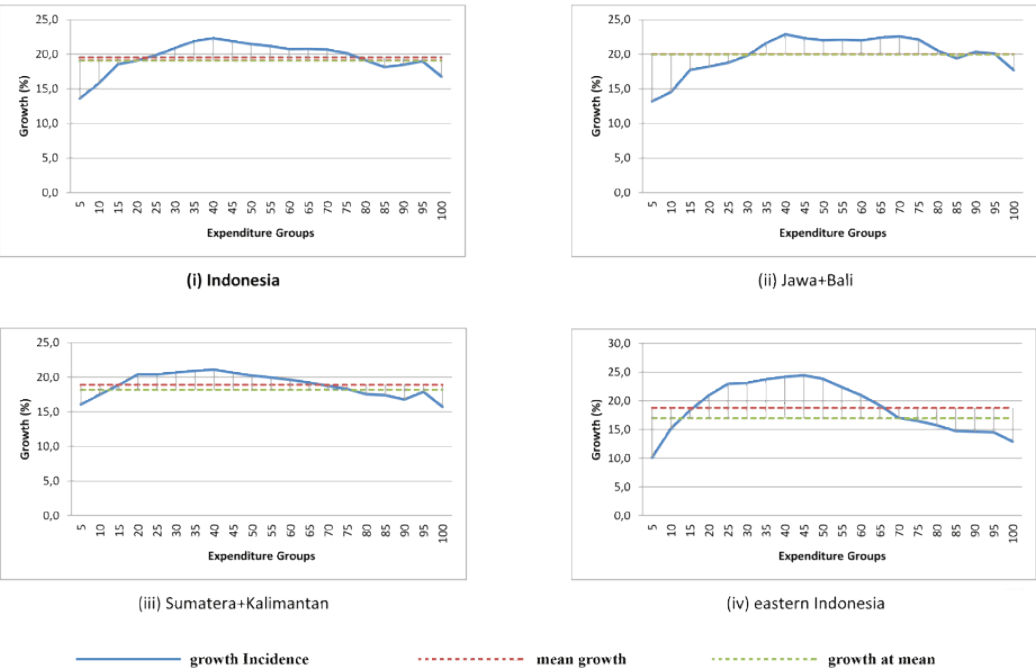 25,0
20,0
15,0
10,0
5,0
0,0
Growth (%)
5 10 15 20 25 30 35 40 45 50 55 60 65 70 75 80 85 90 95 100
Expenditure Groups
(i) Indonesia
25,0
20,0
15,0
10,0
5,0
0,0
Growth (%)
5 10 15 20 25 30 35 40 45 50 55 60 65 70 75 80 85 90 95 100
Expenditure Groups
(ii) Jawa+Bali
25,0
20,0
15,0
10,0
5,0
0,0
Growth (%)
5 10 15 20 25 30 35 40 45 50 55 60 65 70 75 80 85 90 95 100
Expenditure Groups
(iii) Sumatera+Kalimantan
30,0
25,0
20,0
15,0
10,0
5,0
0,0
Growth (%)
5 10 15 20 25 30 35 40 45 50 55 60 65 70 75 80 85 90 95 100
Expenditure Groups
(iv) eastern Indonesia
growth Incidence
mean growth
growth at mean